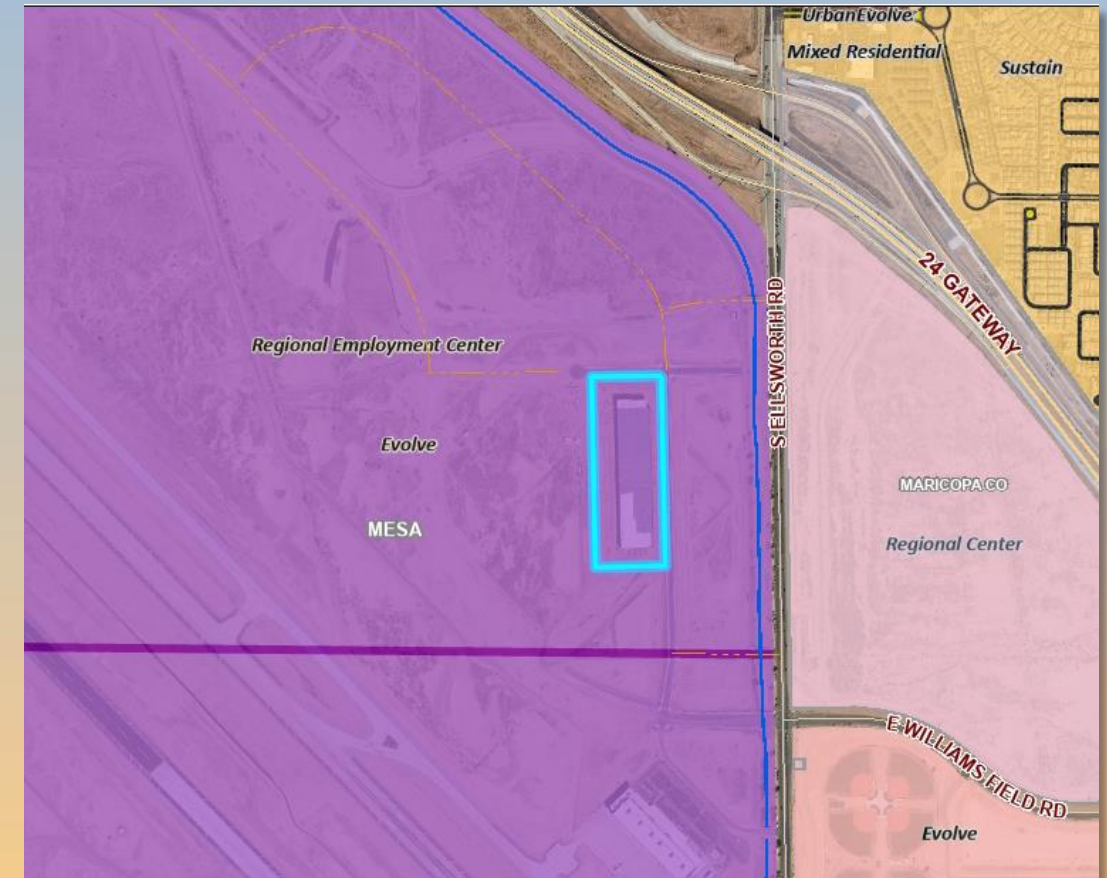 UrbanEvolve
Mixed Residential
Sustain
24 GATEWAY
S ELLSWORTH RD
Regional Employment Center
Evolve
MESA
MARICOPA CO
Regional Center
E WILLIAMS FIELD RD
Evolve